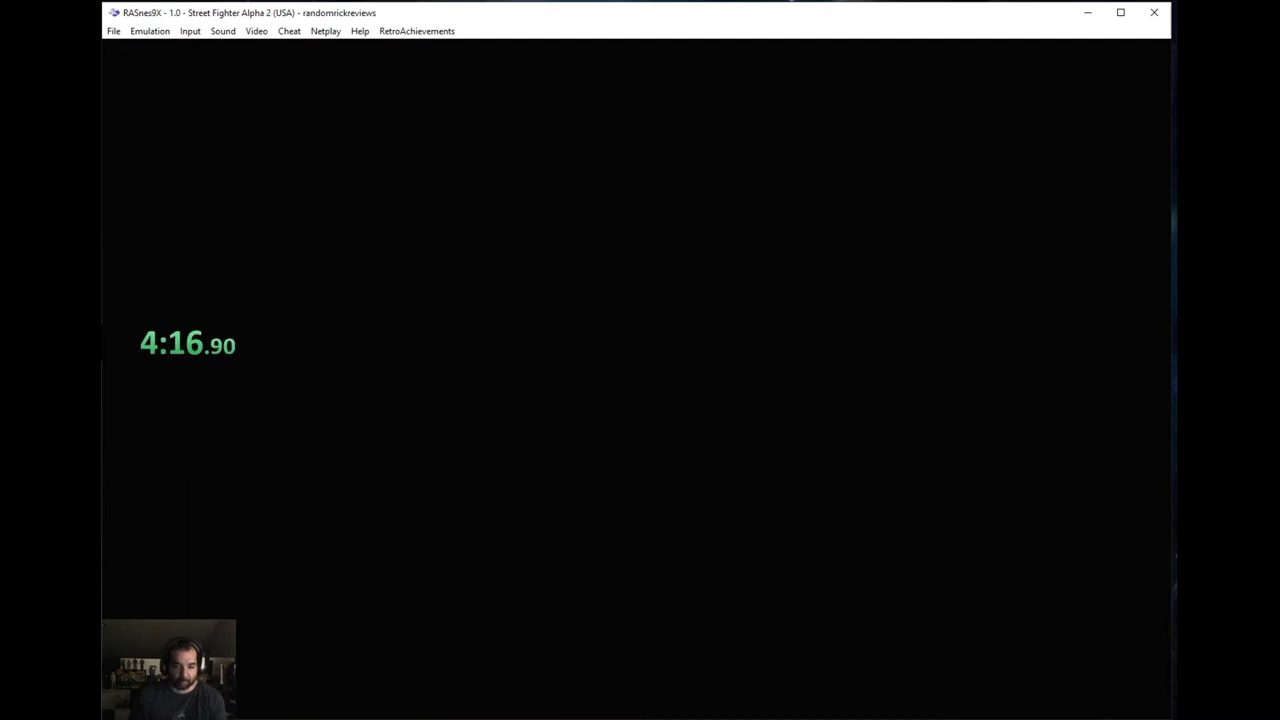 RASnes9X - 1.0 - Street Fighter Alpha 2 (USA) - randomrickreviews
File Emulation Input Sound Video Cheat Netplay Help RetroAchievements
4:16.90